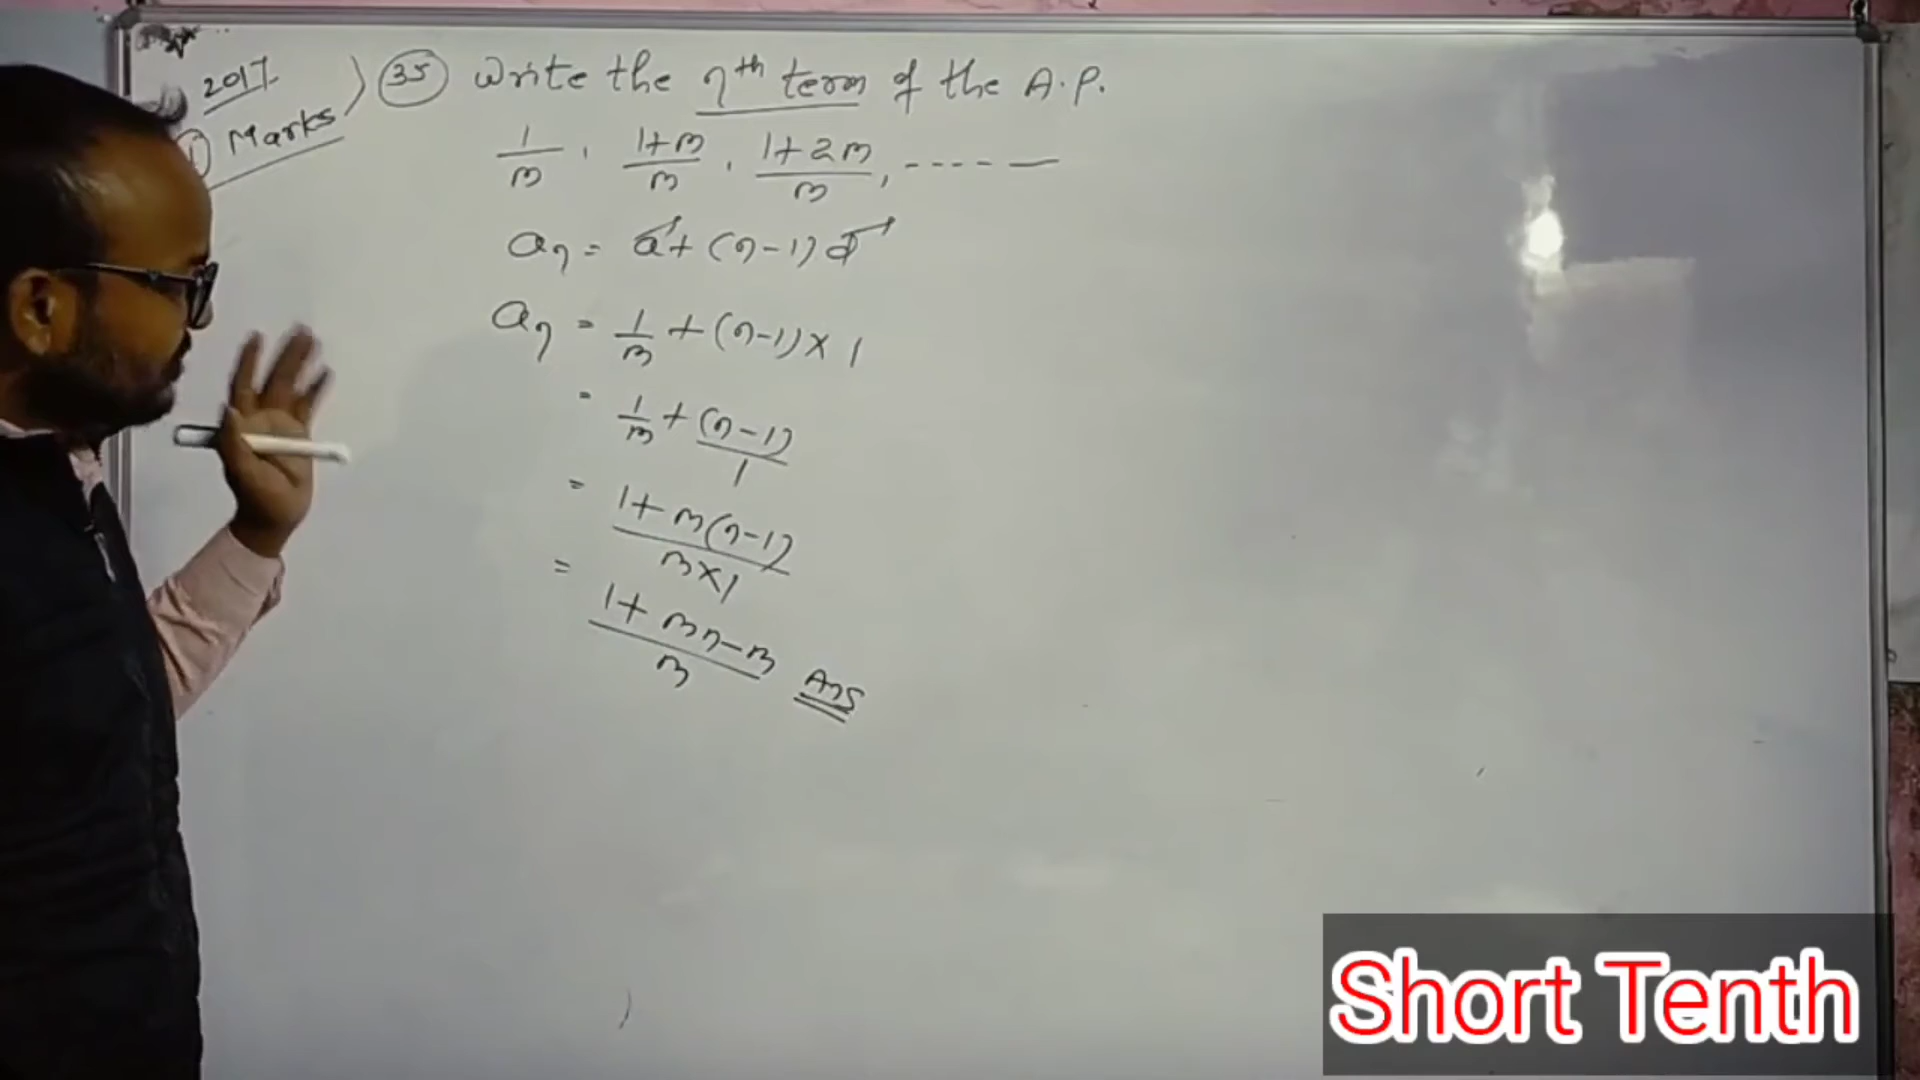 2017
① Marks
㉟ Write the nth term of the A.P.
1/m, 1+m/m, 1+2m/m, ------
an = a + (n-1) d
an = 1/m + (n-1) × 1
= 1/m + (n-1)/1
= 1+m(n-1)/m×1
= 1+mn-m/m Ans
Short Tenth